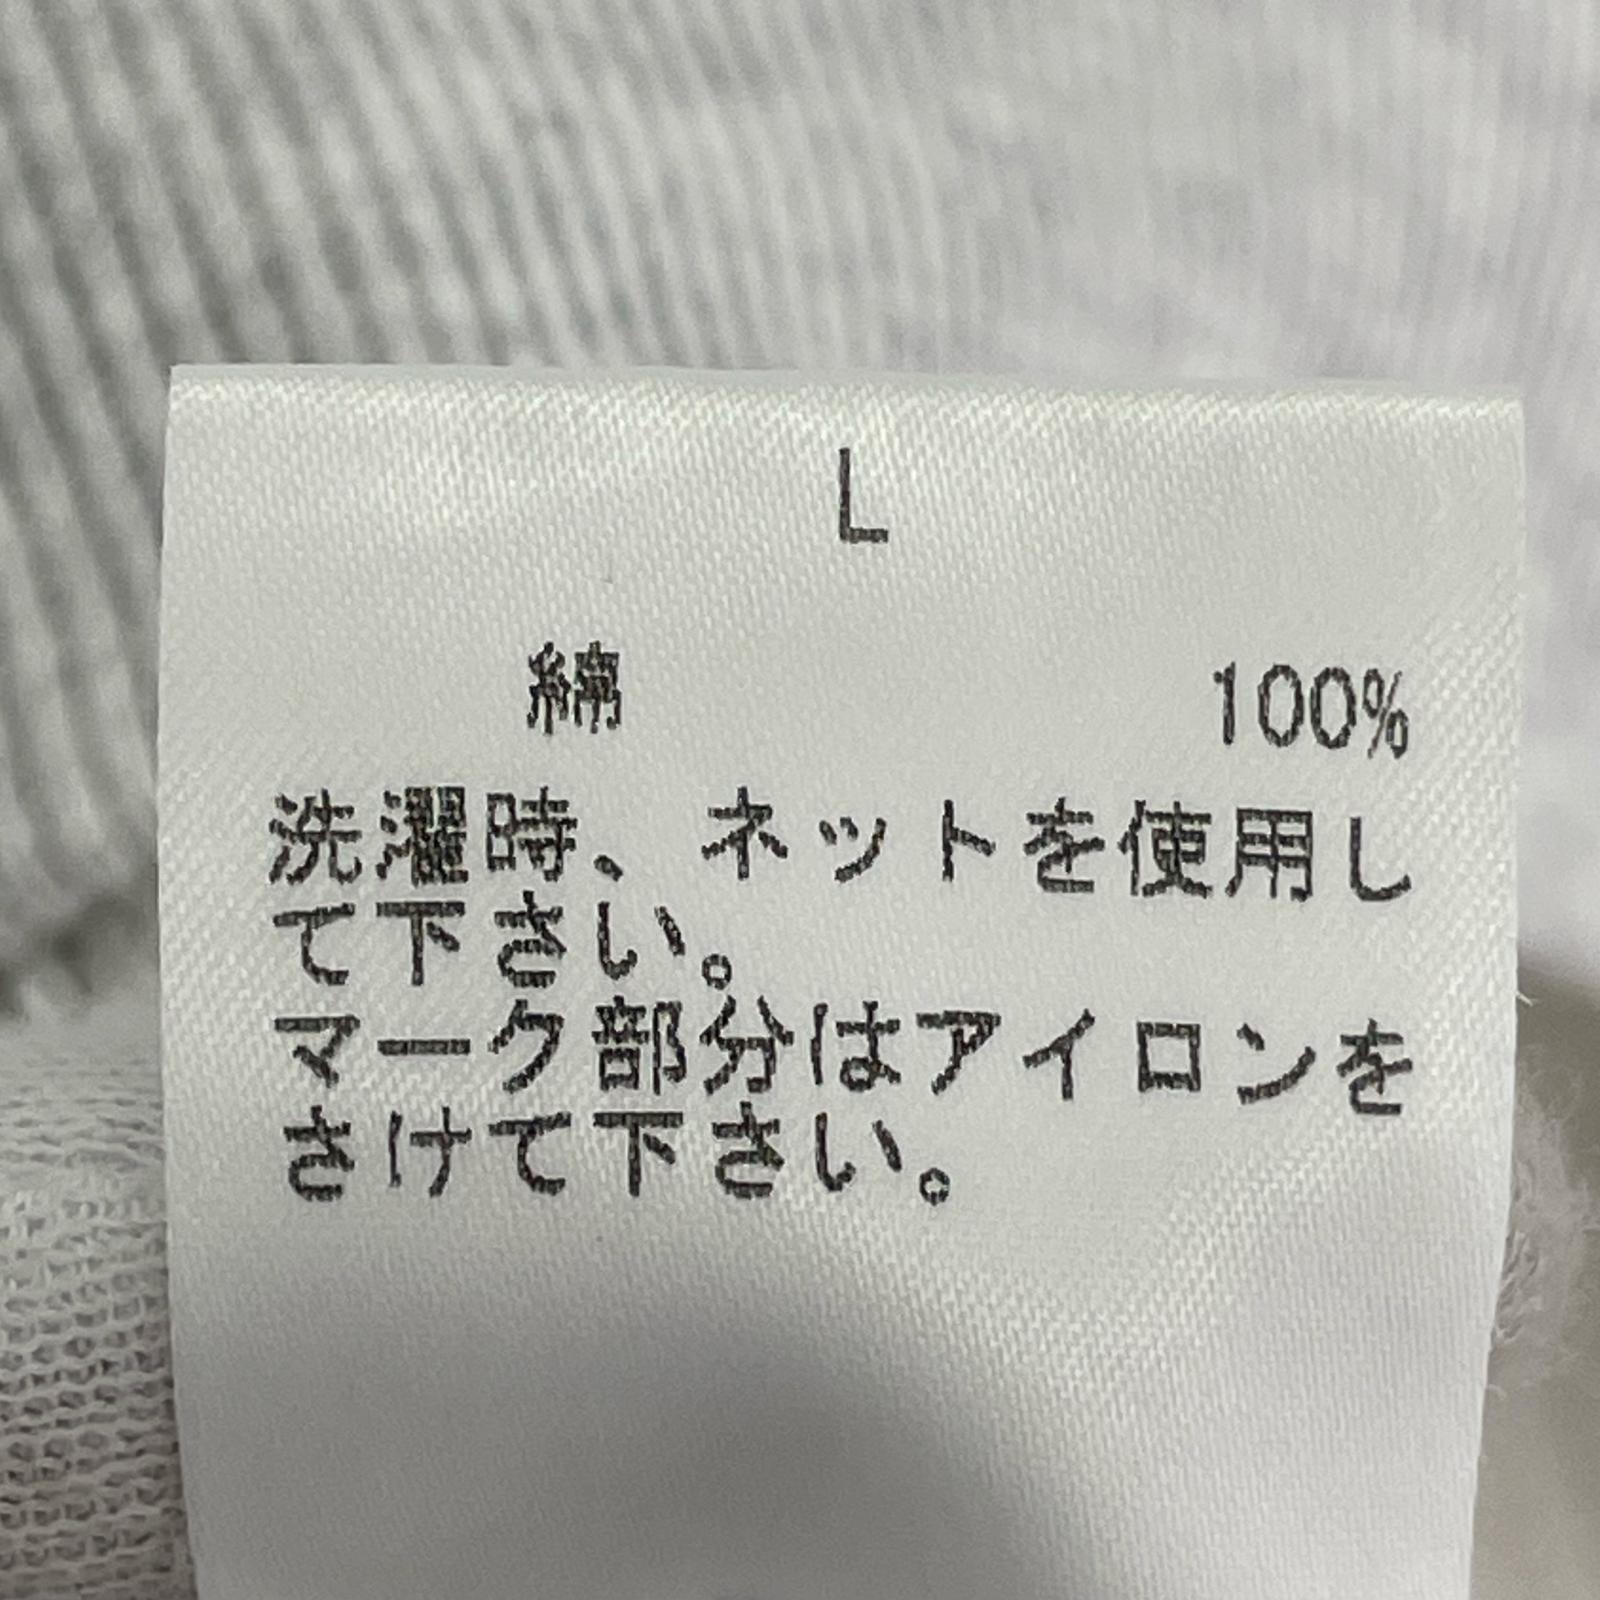 L
綿 100%
洗濯時、ネットを使用し
て下さい。
マーク部分はアイロンを
さけて下さい。